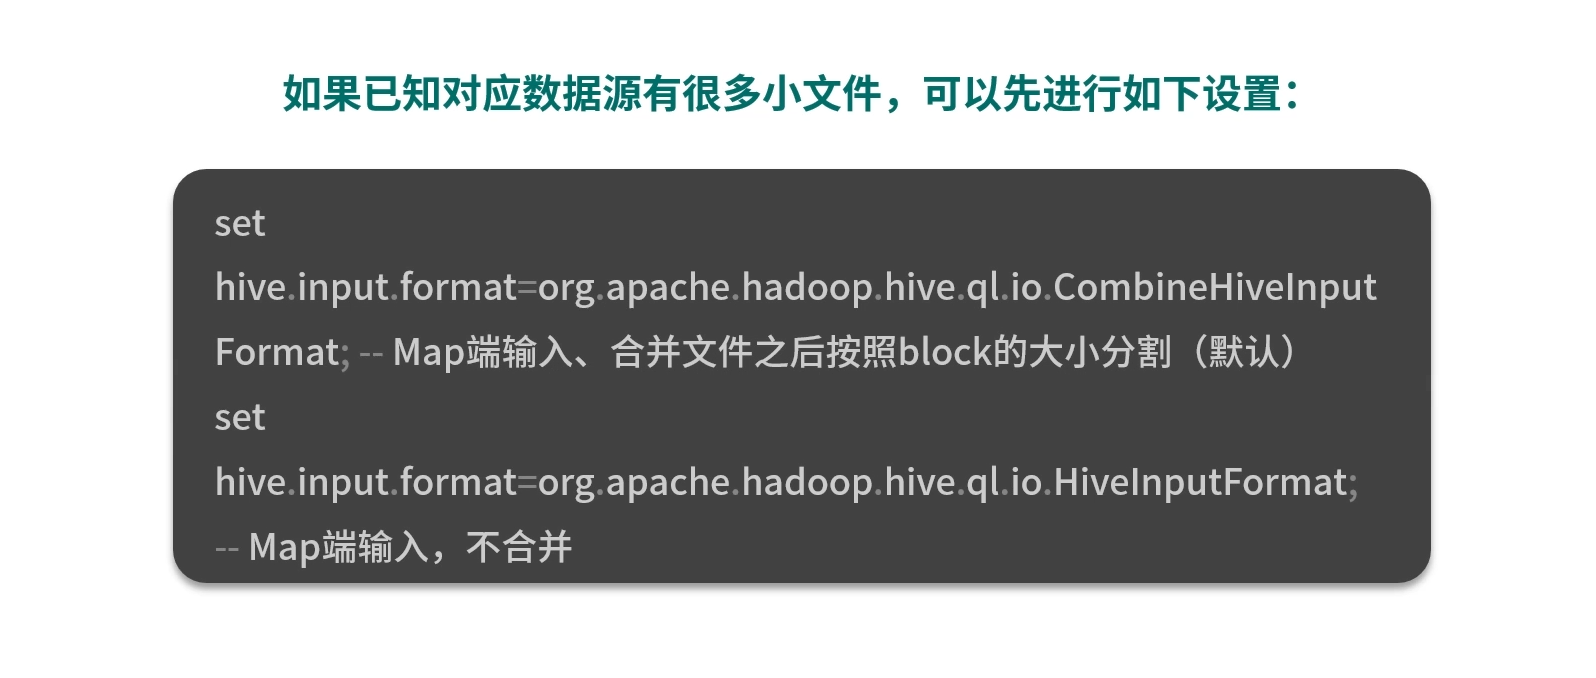 如果已知对应数据源有很多小文件，可以先进行如下设置：
set
hive.input.format=org.apache.hadoop.hive.ql.io.CombineHiveInput
Format; -- Map端输入、合并文件之后按照block的大小分割（默认）
set
hive.input.format=org.apache.hadoop.hive.ql.io.HiveInputFormat;
-- Map端输入，不合并